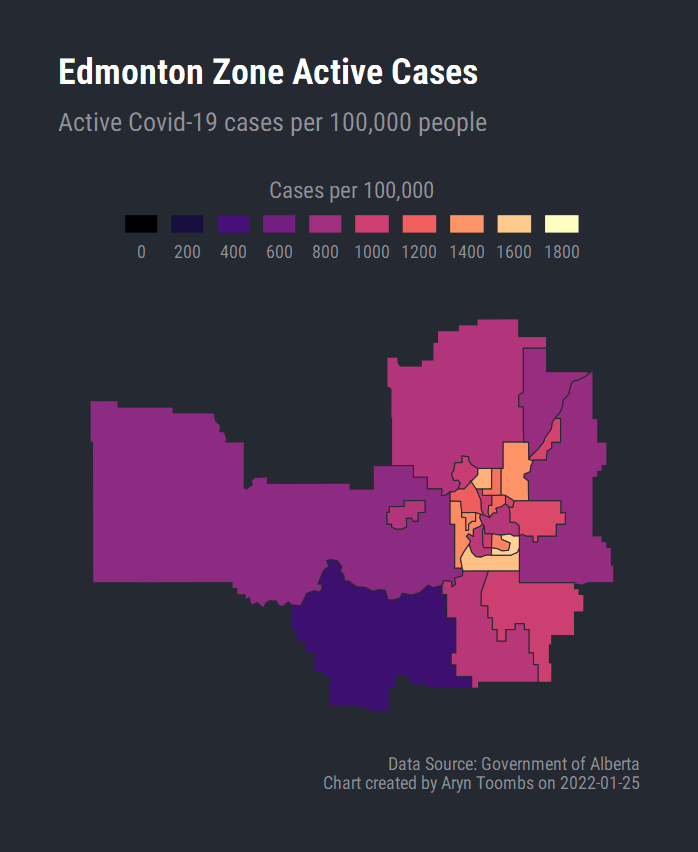 Edmonton Zone Active Cases
Active Covid-19 cases per 100,000 people
Cases per 100,000
0 200 400 600 800 1000 1200 1400 1600 1800
Data Source: Government of Alberta
Chart created by Aryn Toombs on 2022-01-25